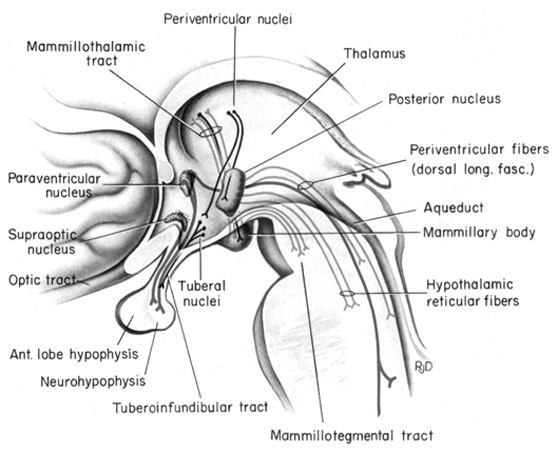 Periventricular nuclei
Mammillothalamic
tract
Thalamus
Posterior nucleus
Periventricular fibers
(dorsal long. fasc.)
Paraventricular
nucleus
Aqueduct
Supraoptic
nucleus
Mammillary body
Optic tract
Tuberal
nuclei
Hypothalamic
reticular fibers
Ant. lobe hypophysis
RJD
Neurohypophysis
Tuberoinfundibular tract
Mammillotegmental tract